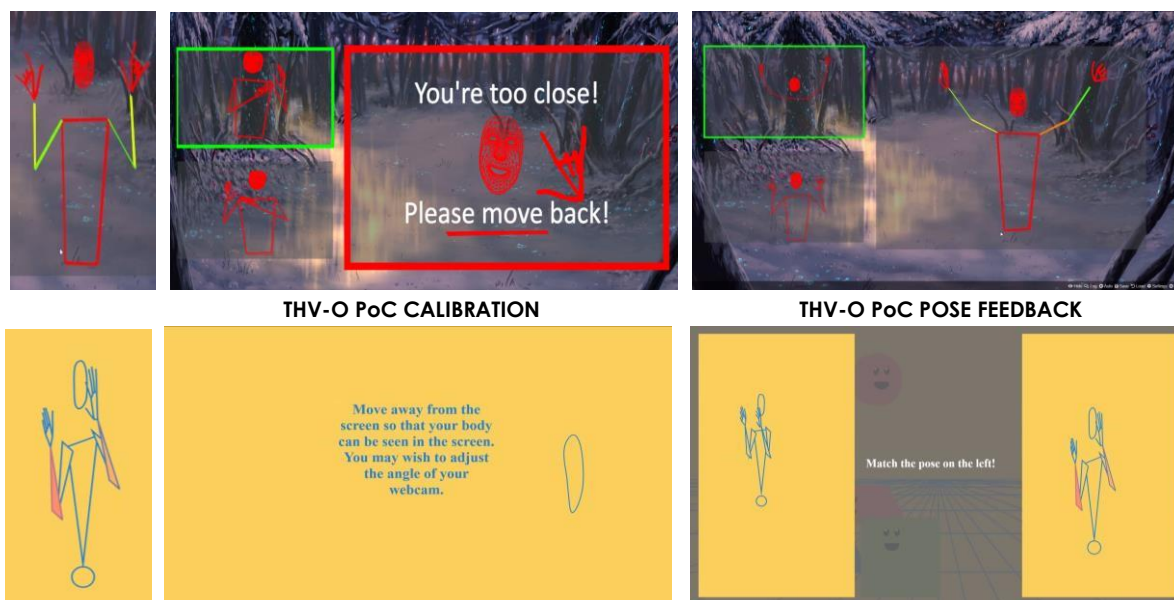 You're too close!
Please move back!
THV-O PoC CALIBRATION
THV-O PoC POSE FEEDBACK
Move away from the
screen so that your body
can be seen in the screen.
You may wish to adjust
the angle of your
webcam.
Match the pose on the left!